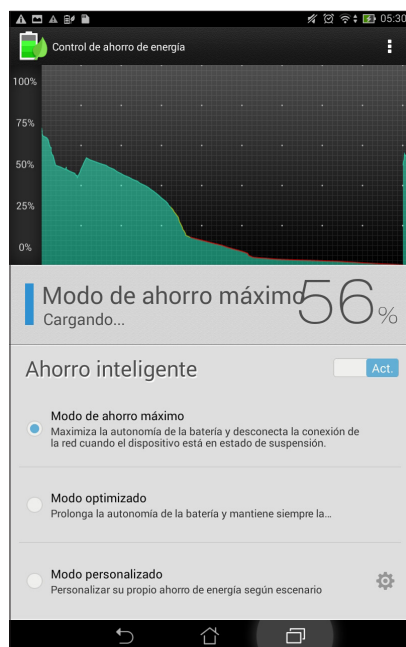 05:30
Control de ahorro de energía
100%
75%
50%
25%
0%
Modo de ahorro máximo
56%
Cargando...
Ahorro inteligente
Act.
Modo de ahorro máximo
Maximiza la autonomía de la batería y desconecta la conexión de
la red cuando el dispositivo está en estado de suspensión.
Modo optimizado
Prolonga la autonomía de la batería y mantiene siempre la...
Modo personalizado
Personalizar su propio ahorro de energía según escenario